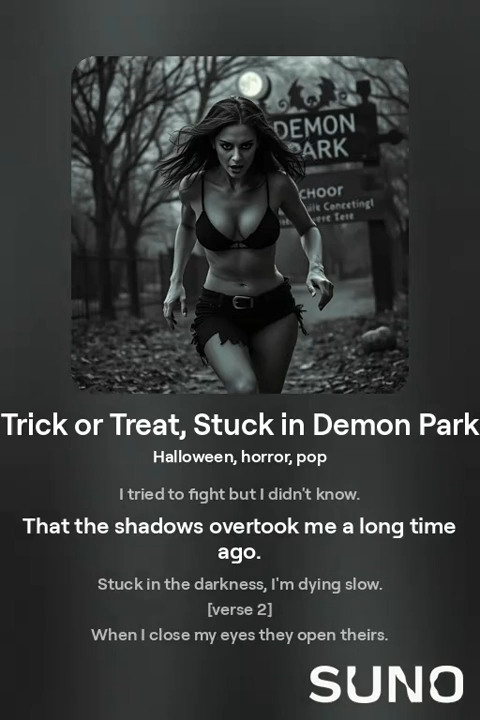 DEMON
PARK
CHOOR
Trick or Treat, Stuck in Demon Park
Halloween, horror, pop
I tried to fight but I didn't know.
That the shadows overtook me a long time
ago.
Stuck in the darkness, I'm dying slow.
[verse 2]
When I close my eyes they open theirs.
SUNO